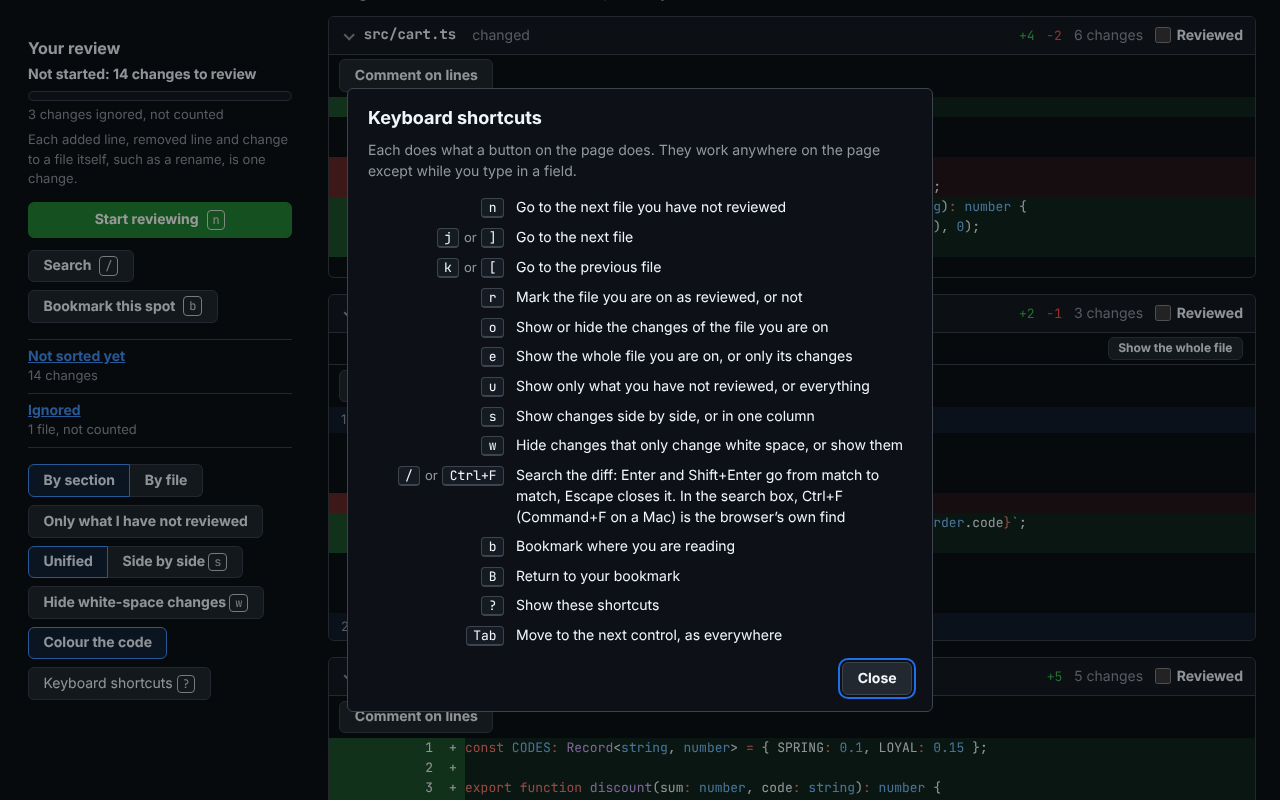 Your review
Not started: 14 changes to review
3 changes ignored, not counted
Each added line, removed line and change
to a file itself, such as a rename, is one
change.
Start reviewing n
Search /
Bookmark this spot b
Not sorted yet
14 changes
Ignored
1 file, not counted
By section By file
Only what I have not reviewed
Unified Side by side s
Hide white-space changes w
Colour the code
Keyboard shortcuts ?
src/cart.ts changed +4 -2 6 changes Reviewed
Comment on lines
Keyboard shortcuts
Each does what a button on the page does. They work anywhere on the page
except while you type in a field.
n Go to the next file you have not reviewed
j or ] Go to the next file
k or [ Go to the previous file
r Mark the file you are on as reviewed, or not
o Show or hide the changes of the file you are on
e Show the whole file you are on, or only its changes
u Show only what you have not reviewed, or everything
s Show changes side by side, or in one column
w Hide changes that only change white space, or show them
/ or Ctrl+F Search the diff: Enter and Shift+Enter go from match to
match, Escape closes it. In the search box, Ctrl+F
(Command+F on a Mac) is the browser’s own find
b Bookmark where you are reading
B Return to your bookmark
? Show these shortcuts
Tab Move to the next control, as everywhere
Close
;
g): number {
), 0);
+2 -1 3 changes Reviewed
Show the whole file
1
rder.code}`;
2
+5 5 changes Reviewed
Comment on lines
1 + const CODES: Record<string, number> = { SPRING: 0.1, LOYAL: 0.15 };
2 +
3 + export function discount(sum: number, code: string): number {